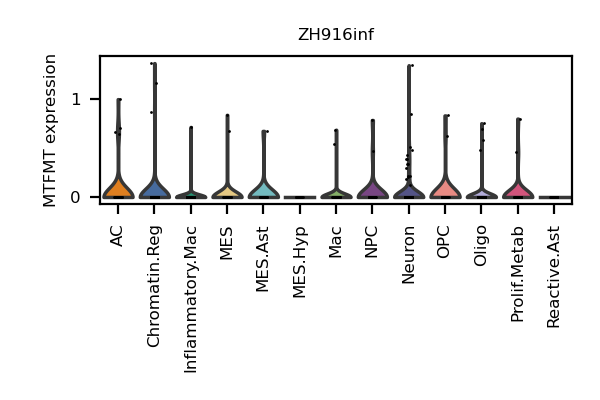 ZH916inf
MTFMT expression
1
0
AC
Chromatin.Reg
Inflammatory.Mac
MES
MES.Ast
MES.Hyp
Mac
NPC
Neuron
OPC
Oligo
Prolif.Metab
Reactive.Ast